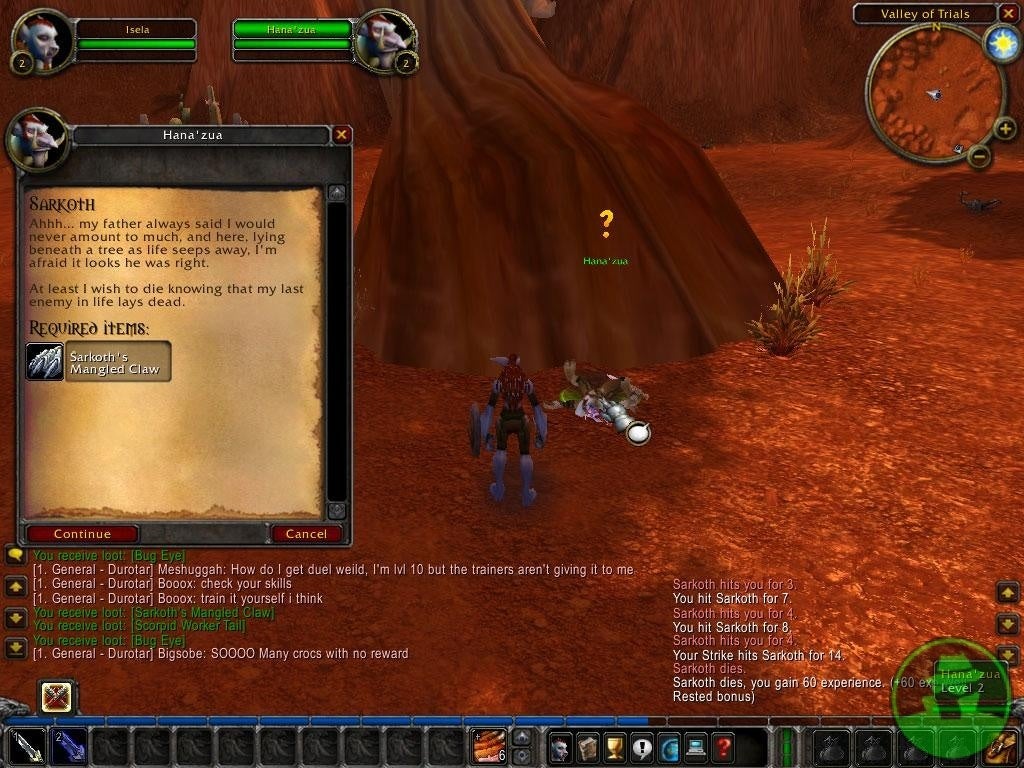 Isela
Hana'zua
2
2
Valley of Trials
N
Hana'zua
Sarkoth
Ahhh... my father always said I would
never amount to much, and here, lying
beneath a tree as life seeps away, I'm
afraid it looks he was right.
At least I wish to die knowing that my last
enemy in life lays dead.
Required items:
Sarkoth's
Mangled Claw
Continue
Cancel
?
Hana'zua
You receive loot: [Bug Eye]
[1. General - Durotar] Meshuggah: How do I get duel weild, I'm lvl 10 but the trainers aren't giving it to me.
[1. General - Durotar] Booox: check your skills
[1. General - Durotar] Booox: train it yourself i think
You receive loot: [Sarkoth's Mangled Claw]
You receive loot: [Scorpid Worker Tail]
You receive loot: [Bug Eye]
[1. General - Durotar] Bigsobe: SOOOO Many crocs with no reward
Sarkoth hits you for 3.
You hit Sarkoth for 7.
Sarkoth hits you for 4.
You hit Sarkoth for 8.
Sarkoth hits you for 4.
Your Strike hits Sarkoth for 14.
Sarkoth dies.
Sarkoth dies, you gain 60 experience. (+60 exp
Rested bonus)
Hana'zua
Level 2
1
2
6